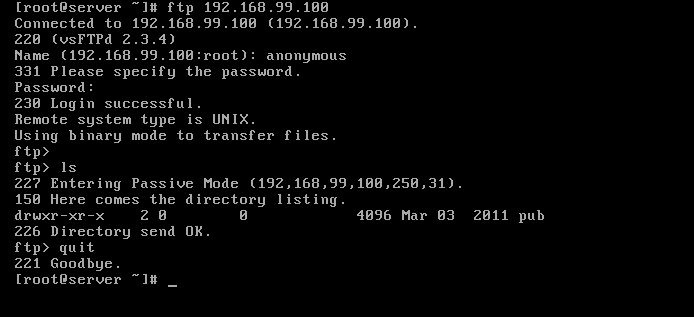 [root@server ~]# ftp 192.168.99.100
Connected to 192.168.99.100 (192.168.99.100).
220 (vsFTPd 2.3.4)
Name (192.168.99.100:root): anonymous
331 Please specify the password.
Password:
230 Login successful.
Remote system type is UNIX.
Using binary mode to transfer files.
ftp>
ftp> ls
227 Entering Passive Mode (192,168,99,100,250,31).
150 Here comes the directory listing.
drwxr-xr-x    2 0        0            4096 Mar 03  2011 pub
226 Directory send OK.
ftp> quit
221 Goodbye.
[root@server ~]# _